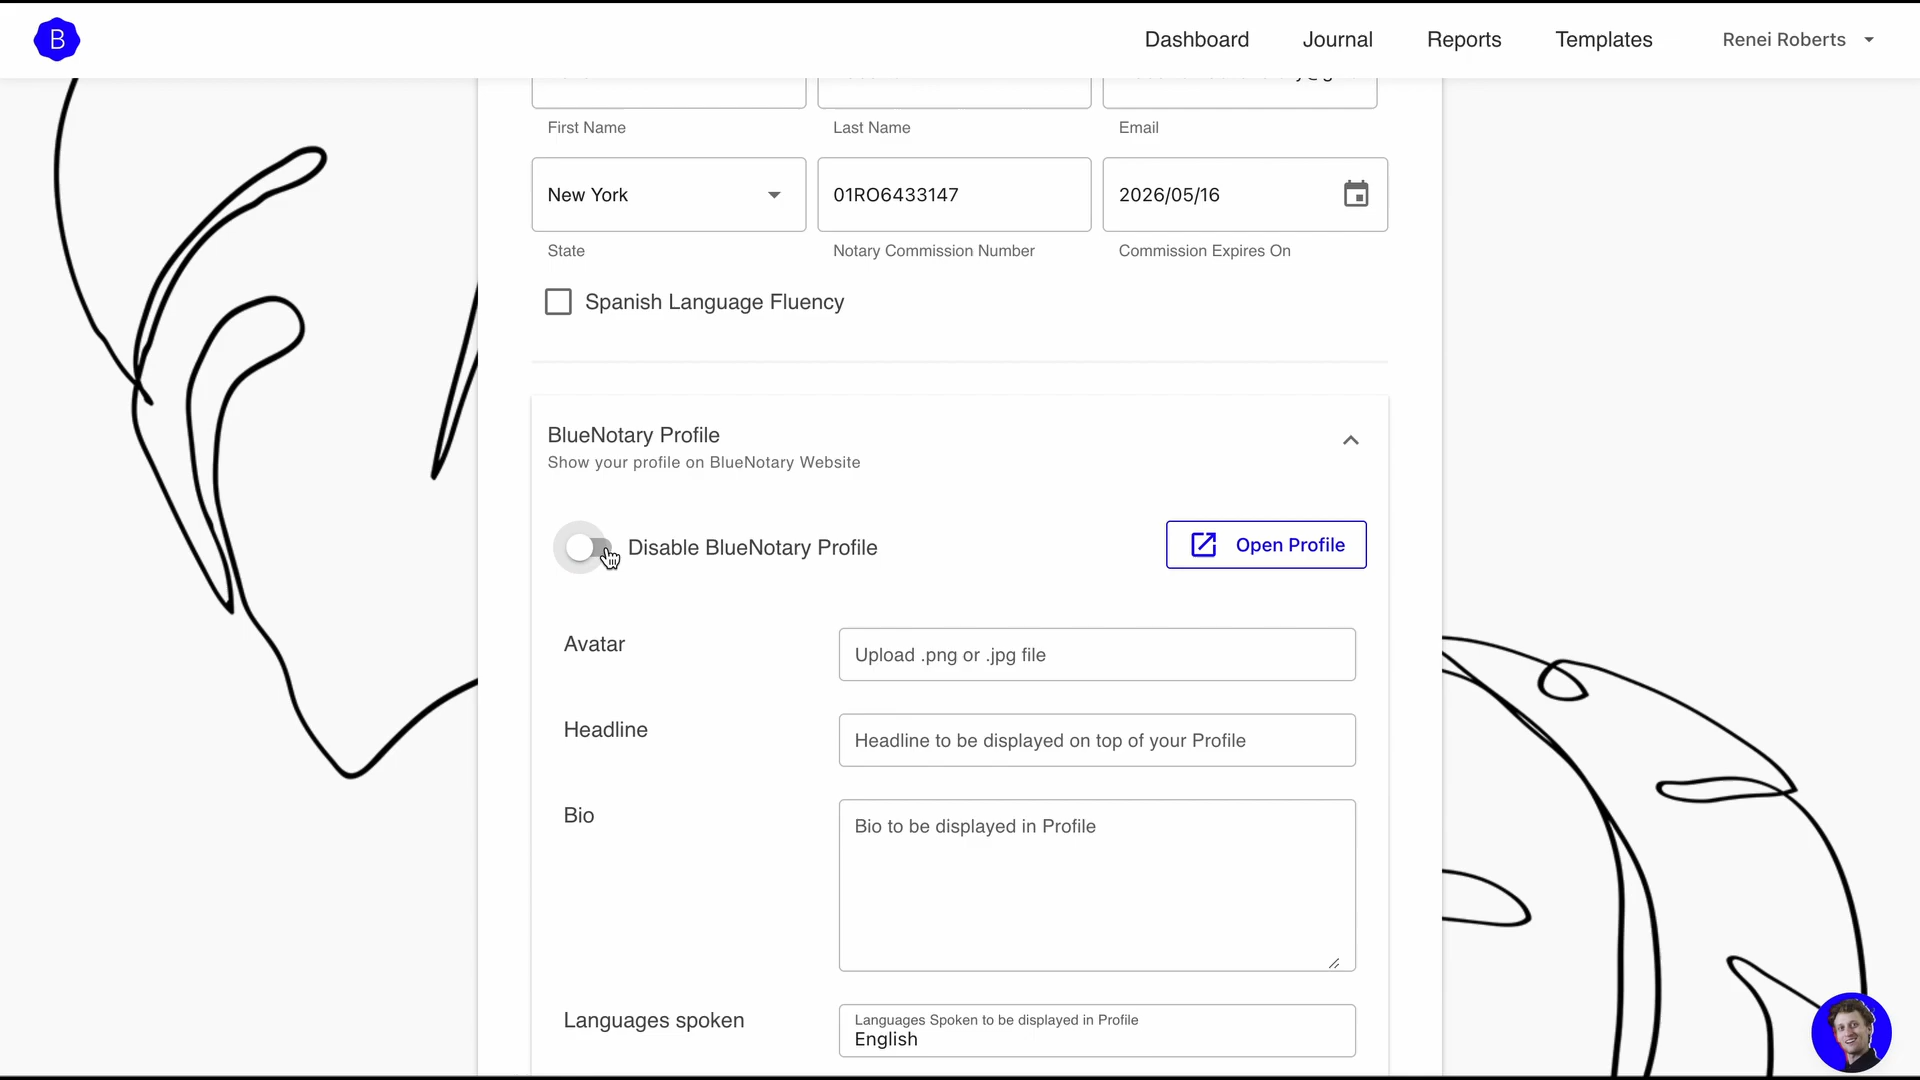 B
Dashboard
Journal
Reports
Templates
Renei Roberts
First Name
Last Name
Email
New York
01RO6433147
2026/05/16
State
Notary Commission Number
Commission Expires On
Spanish Language Fluency
BlueNotary Profile
Show your profile on BlueNotary Website
Disable BlueNotary Profile
Open Profile
Avatar
Upload .png or .jpg file
Headline
Headline to be displayed on top of your Profile
Bio
Bio to be displayed in Profile
Languages spoken
Languages Spoken to be displayed in Profile
English